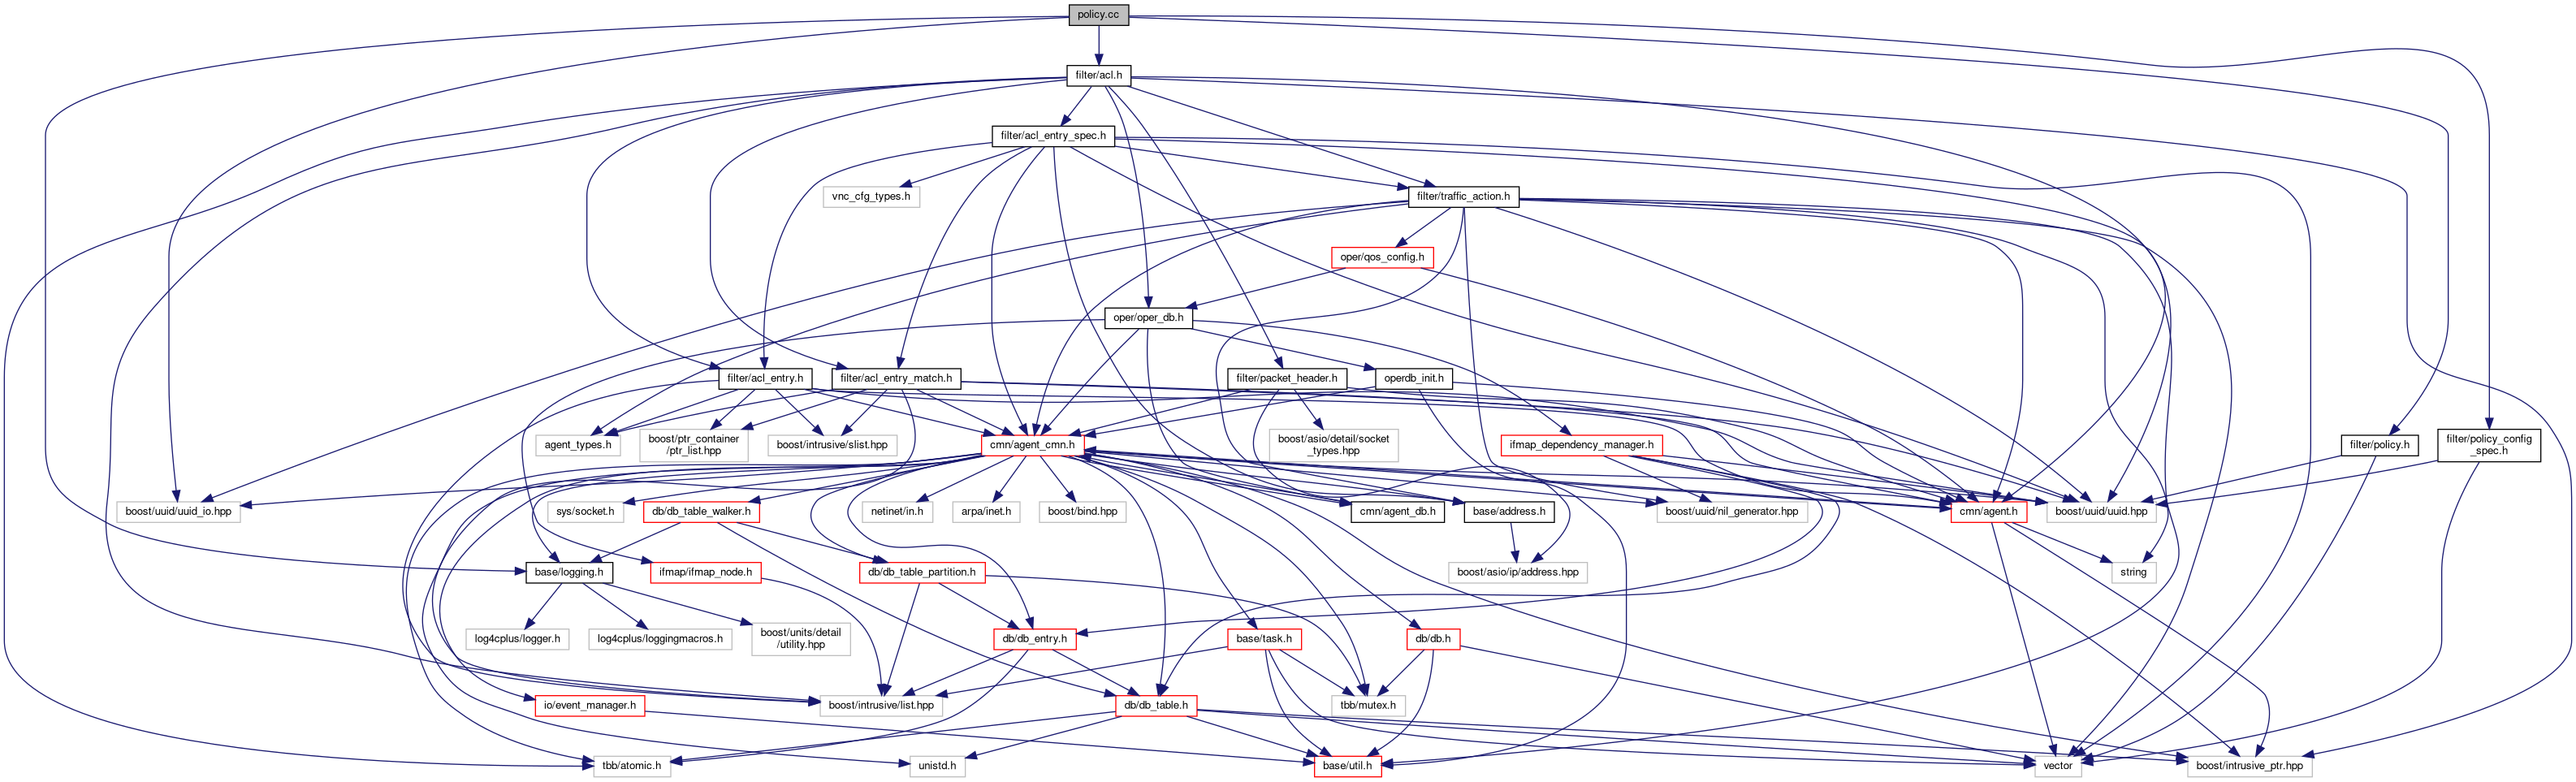 policy.cc
filter/acl.h
filter/acl_entry_spec.h
vnc_cfg_types.h
filter/traffic_action.h
oper/qos_config.h
oper/oper_db.h
filter/acl_entry.h
filter/acl_entry_match.h
filter/packet_header.h
operdb_init.h
agent_types.h
boost/ptr_container
/ptr_list.hpp
boost/intrusive/slist.hpp
cmn/agent_cmn.h
boost/asio/detail/socket
_types.hpp
ifmap_dependency_manager.h
filter/policy.h
filter/policy_config
_spec.h
boost/uuid/uuid_io.hpp
sys/socket.h
db/db_table_walker.h
netinet/in.h
arpa/inet.h
boost/bind.hpp
cmn/agent_db.h
base/address.h
boost/uuid/nil_generator.hpp
cmn/agent.h
boost/uuid/uuid.hpp
base/logging.h
ifmap/ifmap_node.h
db/db_table_partition.h
boost/asio/ip/address.hpp
string
log4cplus/logger.h
log4cplus/loggingmacros.h
boost/units/detail
/utility.hpp
db/db_entry.h
base/task.h
db/db.h
io/event_manager.h
boost/intrusive/list.hpp
db/db_table.h
tbb/mutex.h
tbb/atomic.h
unistd.h
base/util.h
vector
boost/intrusive_ptr.hpp